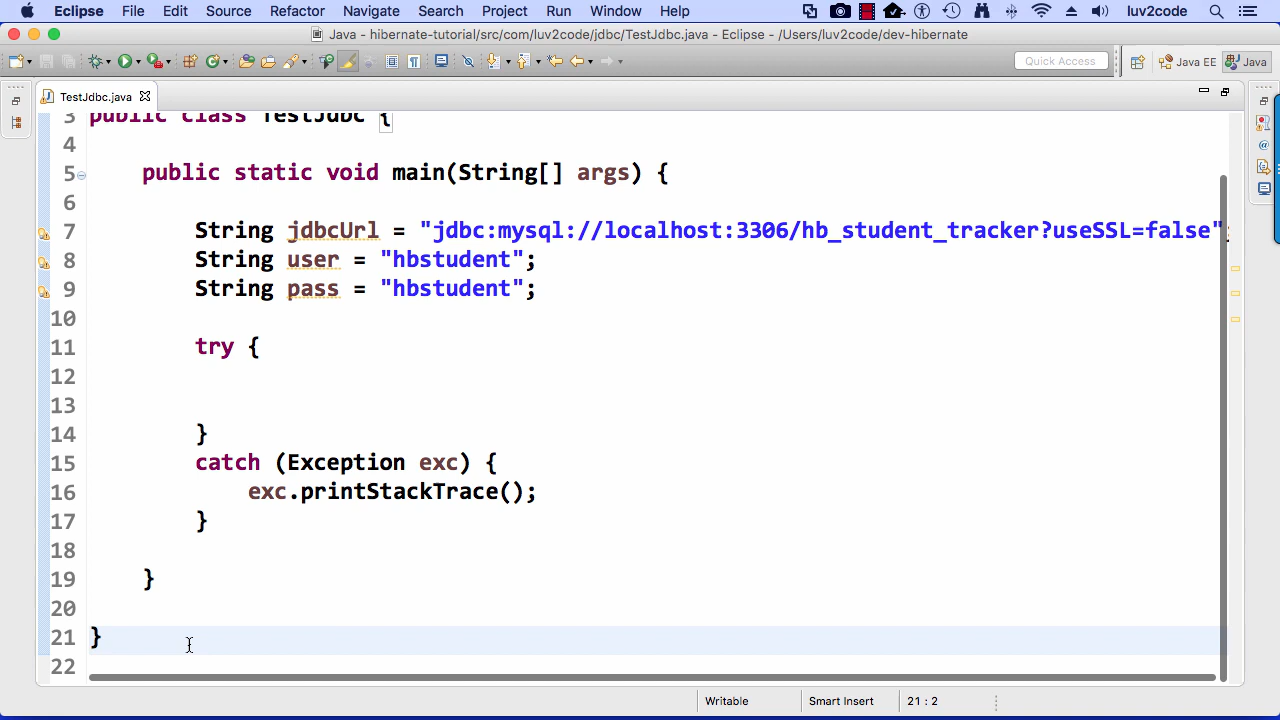 Eclipse File Edit Source Refactor Navigate Search Project Run Window Help luv2code
Java - hibernate-tutorial/src/com/luv2code/jdbc/TestJdbc.java - Eclipse - /Users/luv2code/dev-hibernate
Quick Access Java EE Java
TestJdbc.java
3 public class TestJdbc {
4
5 public static void main(String[] args) {
6
7 String jdbcUrl = "jdbc:mysql://localhost:3306/hb_student_tracker?useSSL=false";
8 String user = "hbstudent";
9 String pass = "hbstudent";
10
11 try {
12
13
14 }
15 catch (Exception exc) {
16 exc.printStackTrace();
17 }
18
19 }
20
21 }
22
Writable Smart Insert 21 : 2